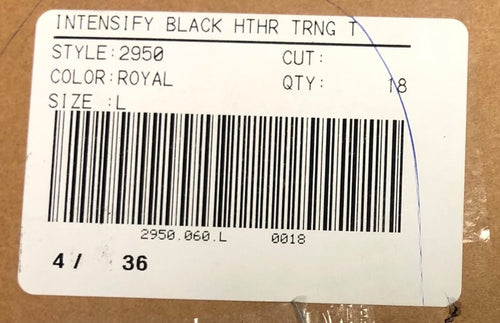 INTENSIFY BLACK HTHR TRNG T
STYLE:2950 CUT:
COLOR:ROYAL QTY: 18
SIZE :L
2950.060.L 0018
4 / 36